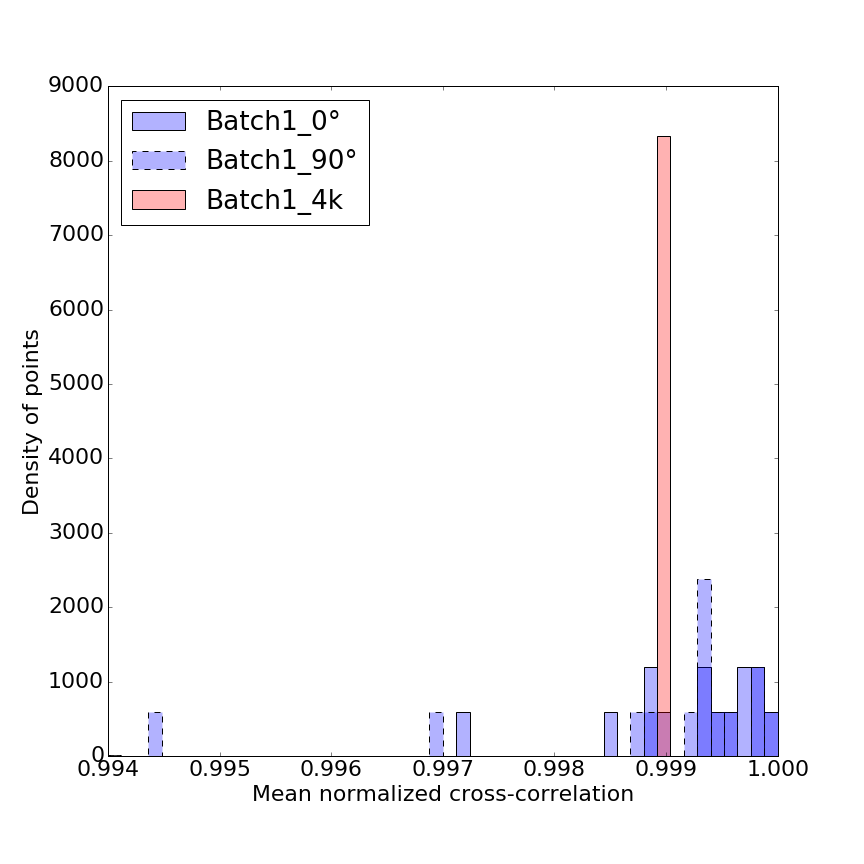 9000
8000
7000
6000
5000
4000
3000
2000
1000
0
Density of points
Batch1_0°
Batch1_90°
Batch1_4k
0.994 0.995 0.996 0.997 0.998 0.999 1.000
Mean normalized cross-correlation